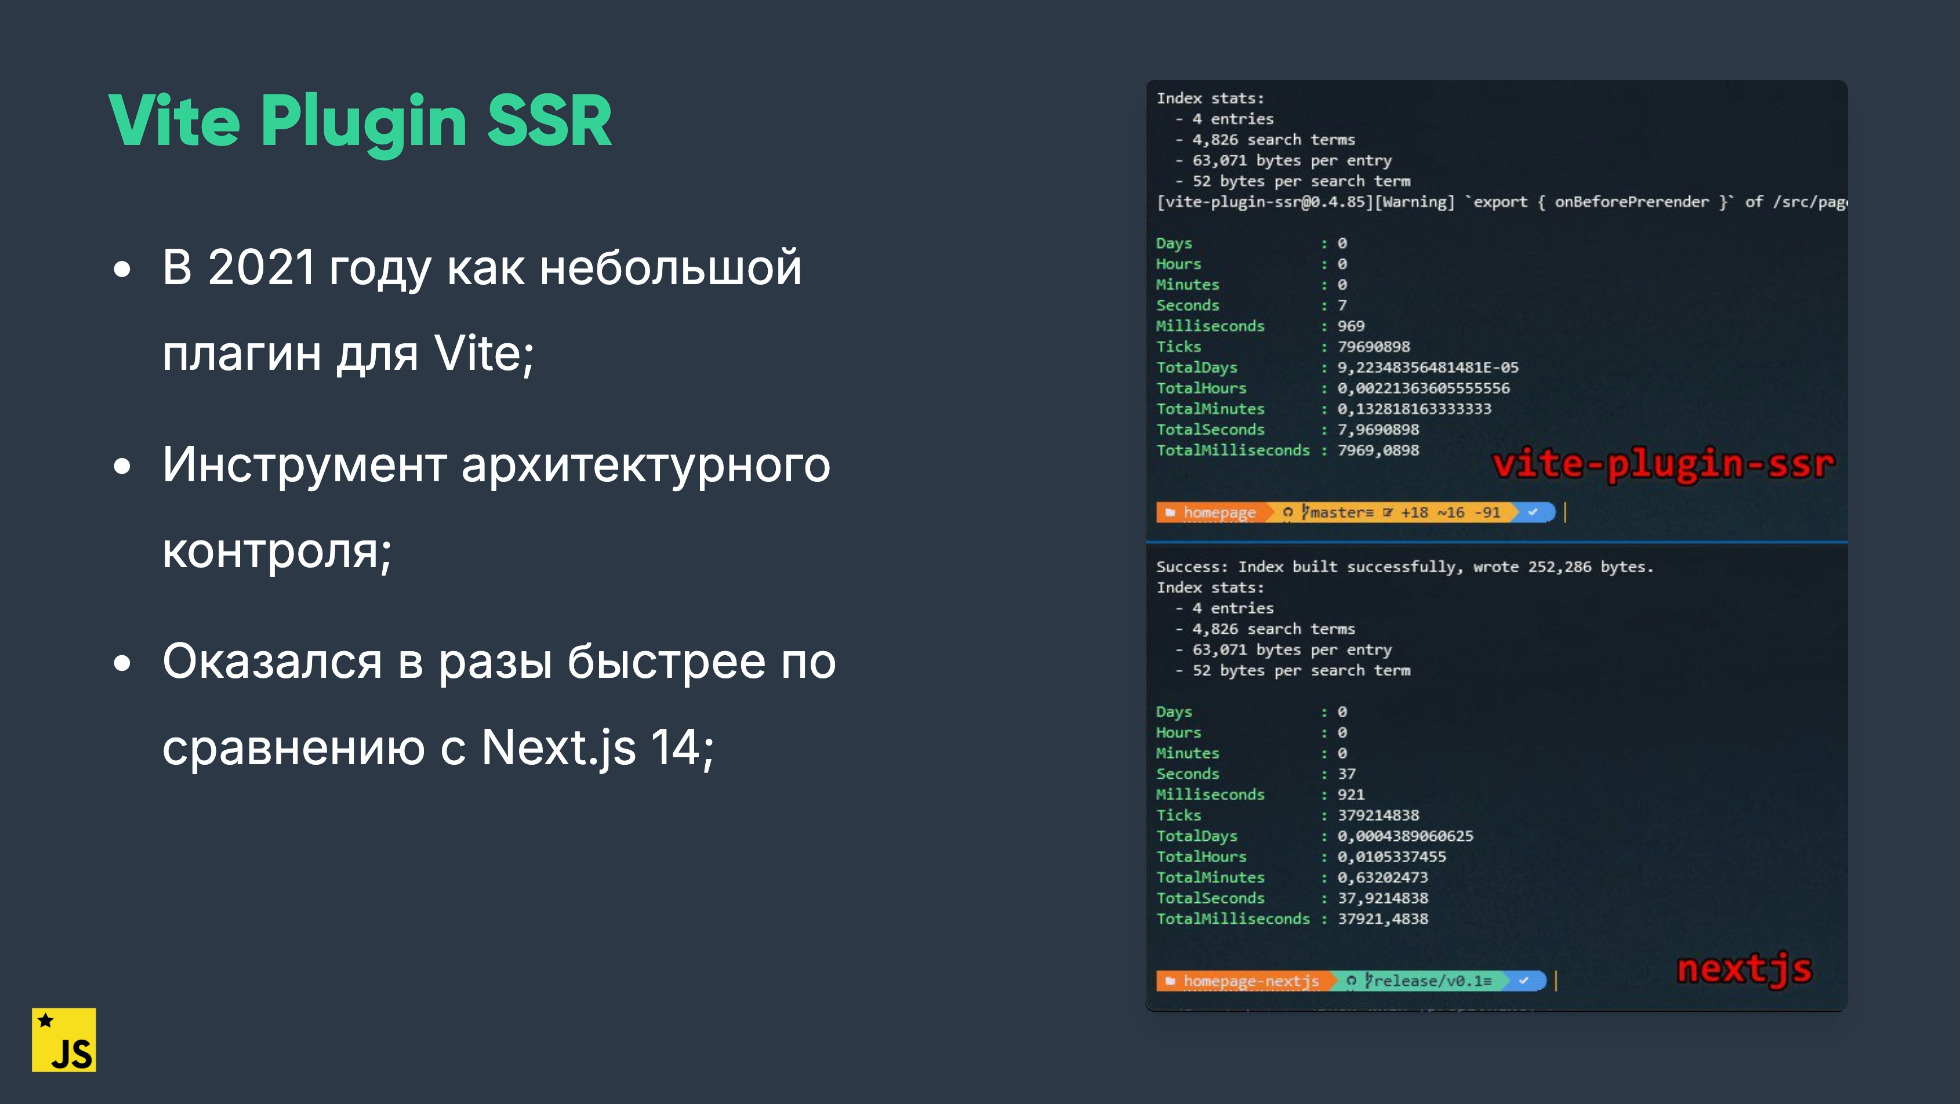 Vite Plugin SSR
• В 2021 году как небольшой
плагин для Vite;
• Инструмент архитектурного
контроля;
• Оказался в разы быстрее по
сравнению с Next.js 14;
JS
Index stats:
- 4 entries
- 4,826 search terms
- 63,071 bytes per entry
- 52 bytes per search term
[vite-plugin-ssr@0.4.85][Warning] `export { onBeforePrerender }` of /src/pag
Days : 0
Hours : 0
Minutes : 0
Seconds : 7
Milliseconds : 969
Ticks : 79690898
TotalDays : 9,22348356481481E-05
TotalHours : 0,00221363605555556
TotalMinutes : 0,132818163333333
TotalSeconds : 7,9690898
TotalMilliseconds : 7969,0898
vite-plugin-ssr
homepage master≡ +18 ~16 -91
Success: Index built successfully, wrote 252,286 bytes.
Index stats:
- 4 entries
- 4,826 search terms
- 63,071 bytes per entry
- 52 bytes per search term
Days : 0
Hours : 0
Minutes : 0
Seconds : 37
Milliseconds : 921
Ticks : 379214838
TotalDays : 0,0004389060625
TotalHours : 0,0105337455
TotalMinutes : 0,63202473
TotalSeconds : 37,9214838
TotalMilliseconds : 37921,4838
nextjs
homepage-nextjs release/v0.1≡